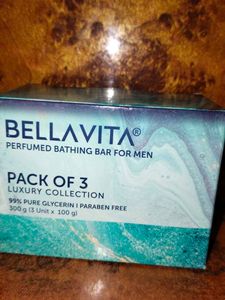 BELLAVITA®
PERFUMED BATHING BAR FOR MEN
PACK OF 3
LUXURY COLLECTION
99% PURE GLYCERIN I PARABEN FREE
300 g (3 Unit x 100 g)